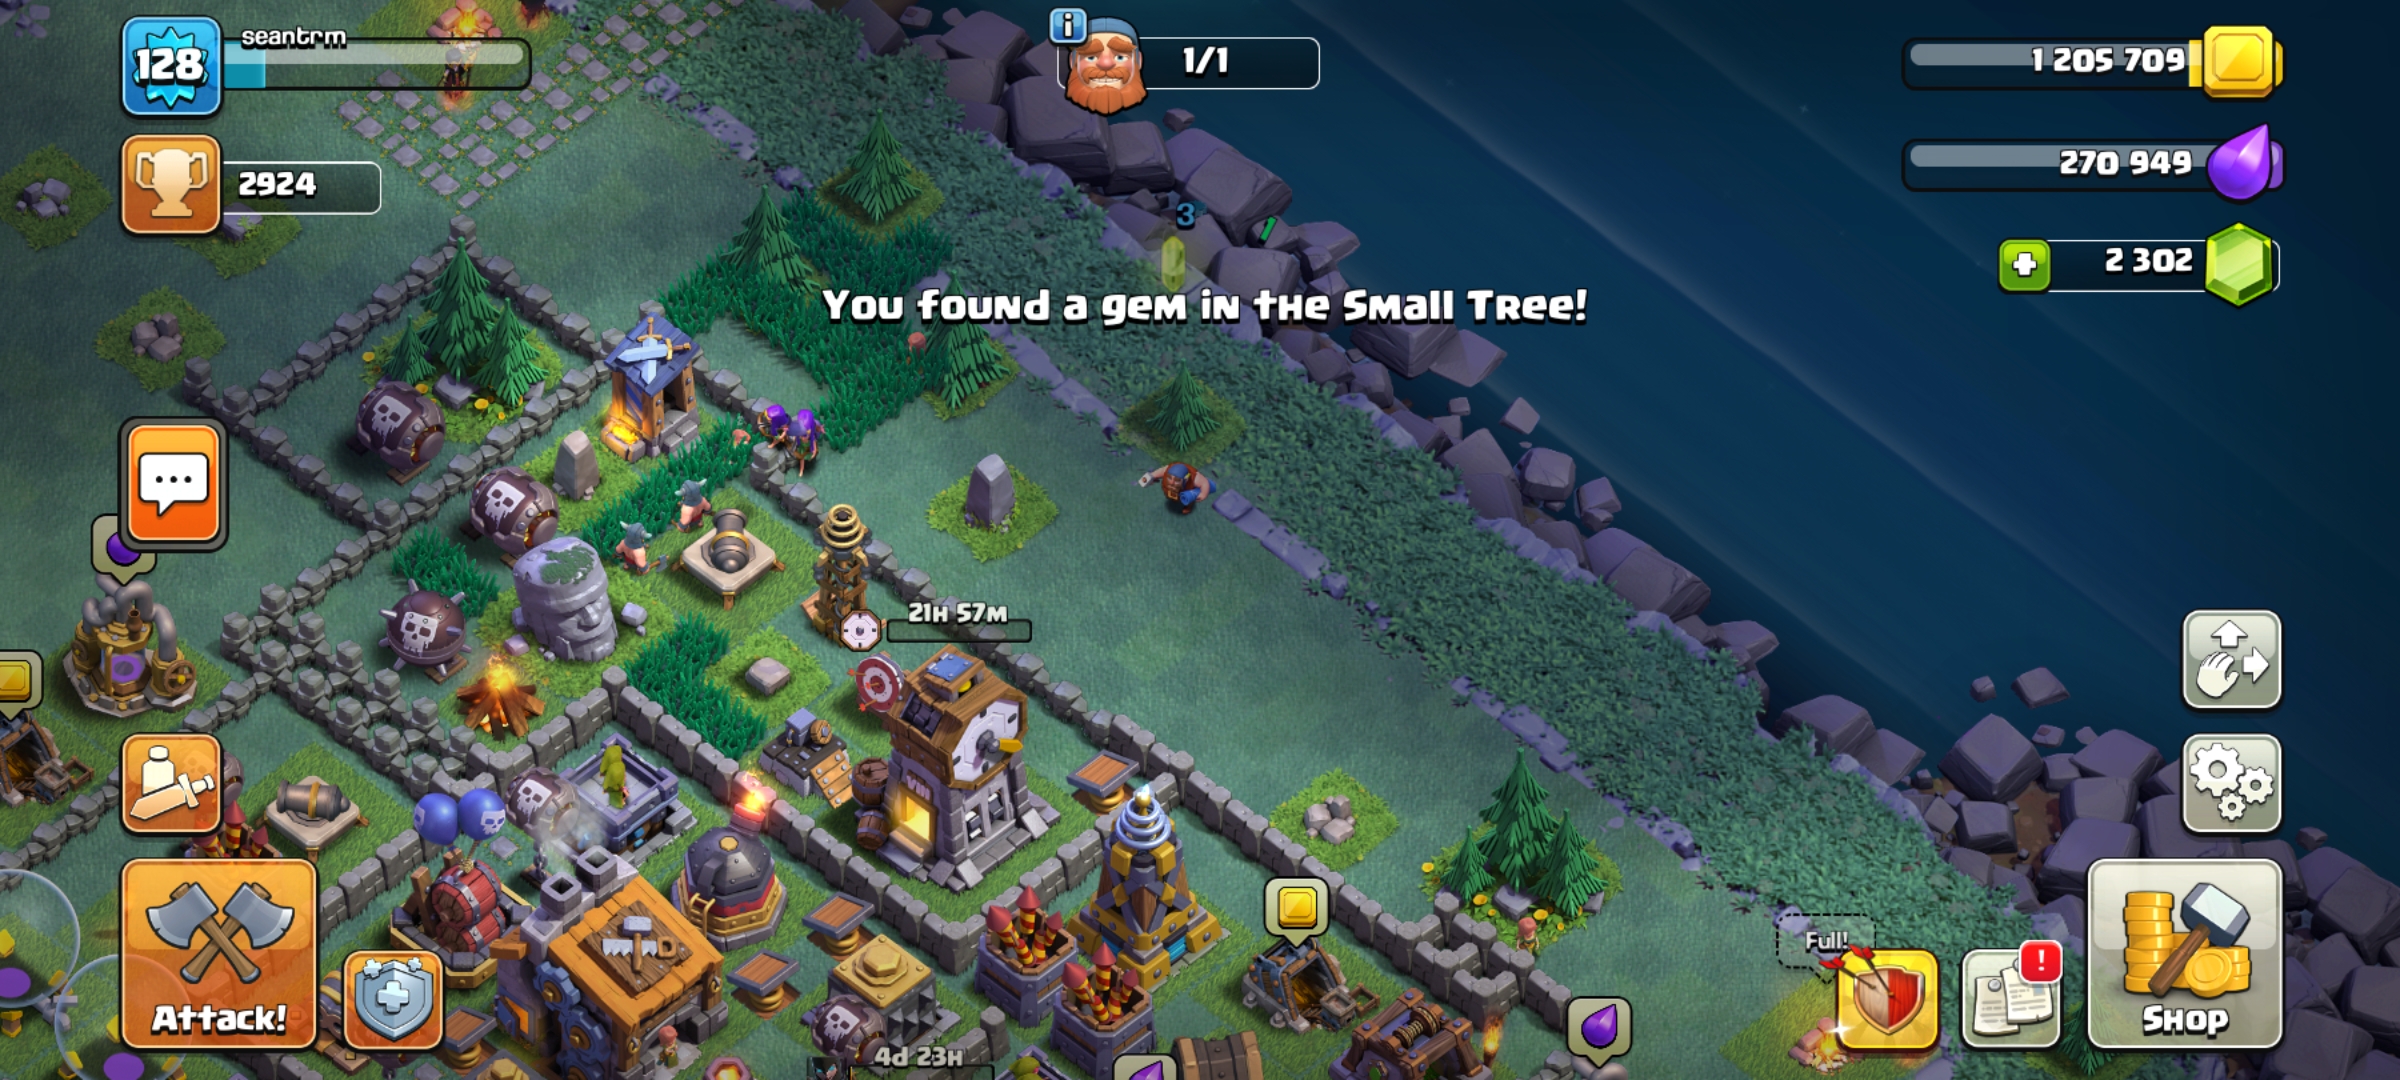 128
seantrm
i
1/1
1 205 709
2924
270 949
3
1
2 302
You found a gem in the Small Tree!
21H 57M
Full!
!
Attack!
Shop
4d 23H